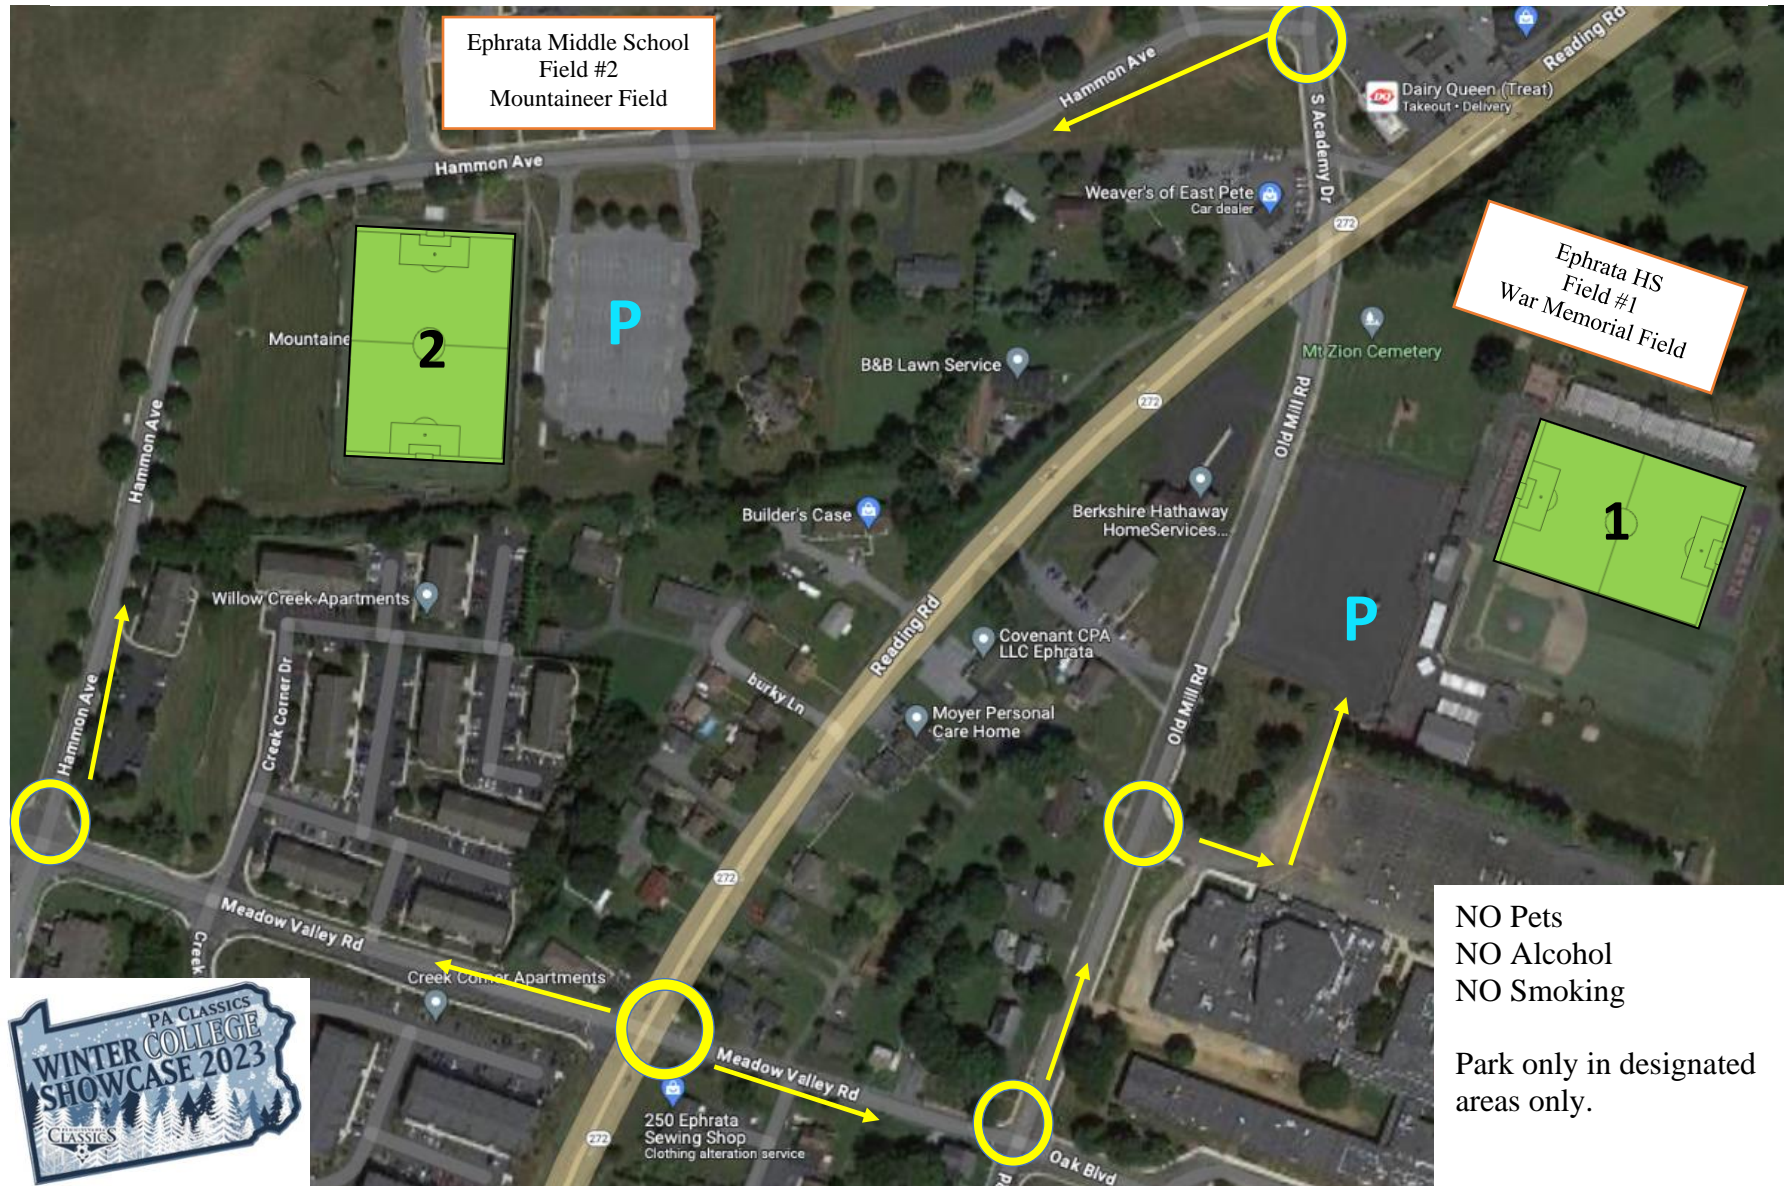 Ephrata Middle School
Field #2
Mountaineer Field
Hammon Ave
Reading Rd
Dairy Queen (Treat)
Takeout • Delivery
S Academy Dr
Hammon Ave
Weaver's of East Pete
Car dealer
272
Ephrata HS
Field #1
War Memorial Field
Mountaine
2
P
B&B Lawn Service
Mt Zion Cemetery
272
Old Mill Rd
Hammon Ave
Builder's Case
Berkshire Hathaway
HomeServices...
1
Willow Creek Apartments
Reading Rd
Covenant CPA
LLC Ephrata
P
Creek Corner Dr
burky Ln
Hammon Ave
Moyer Personal
Care Home
Old Mill Rd
272
Meadow Valley Rd
Creek
Creek Corner Apartments
NO Pets
NO Alcohol
NO Smoking
Park only in designated
areas only.
PA CLASSICS
WINTER COLLEGE
SHOWCASE 2023
CLASSICS
Meadow Valley Rd
250 Ephrata
Sewing Shop
Clothing alteration service
272
Oak Blvd